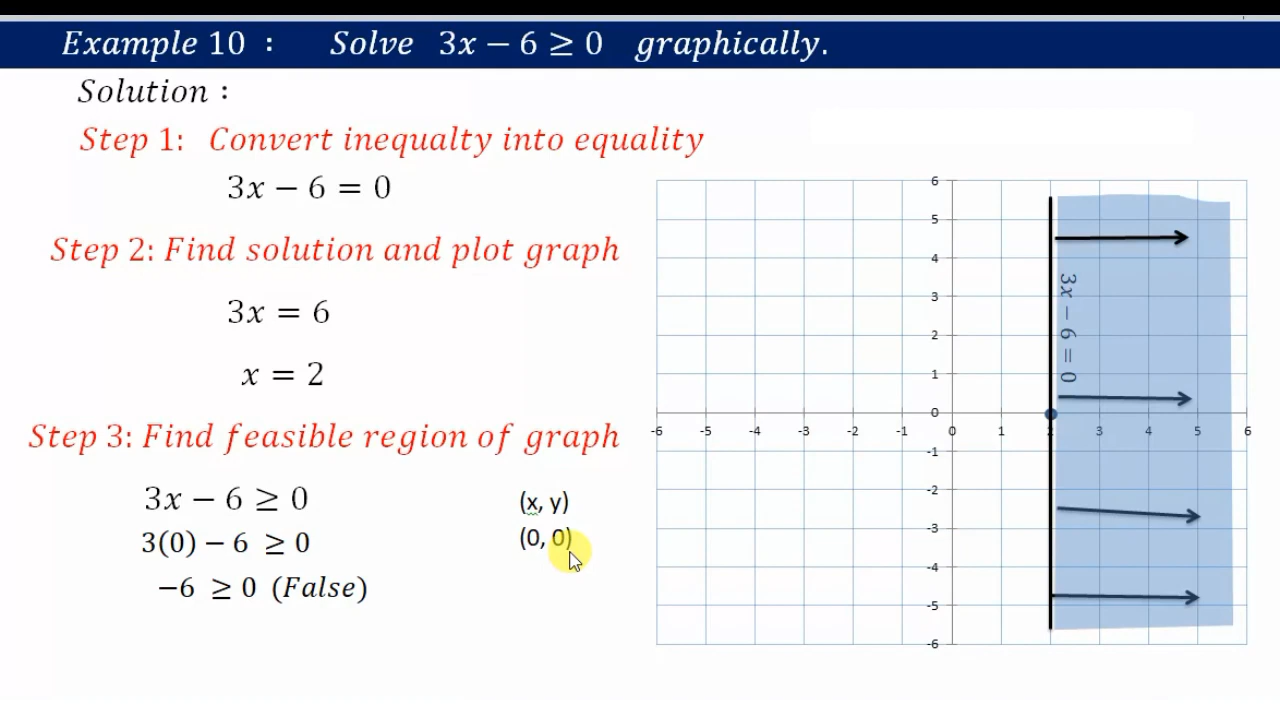 Example 10 : Solve 3x − 6 ≥ 0 graphically.
Solution :
Step 1: Convert inequalty into equality
3x − 6 = 0
Step 2: Find solution and plot graph
3x = 6
x = 2
Step 3: Find feasible region of graph
3x − 6 ≥ 0
(x, y)
3(0) − 6 ≥ 0
(0, 0)
−6 ≥ 0 (False)
6
5
4
3
2
1
0
-1
-2
-3
-4
-5
-6
-6 -5 -4 -3 -2 -1 0 1 2 3 4 5 6
3x − 6 = 0